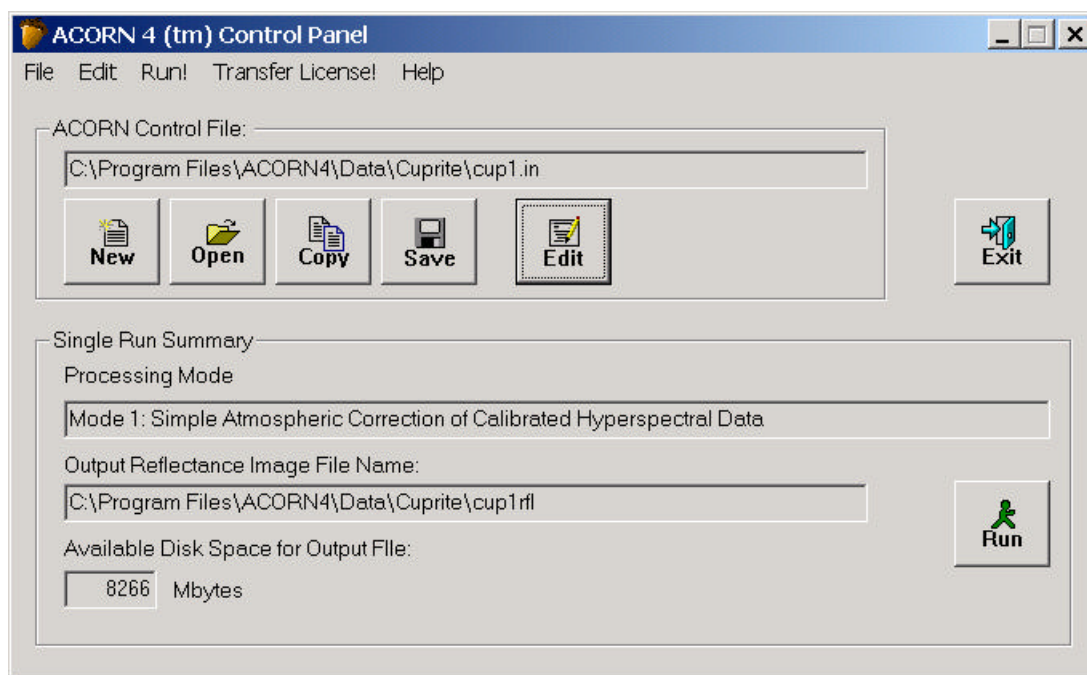 ACORN 4 (tm) Control Panel
File Edit Run! Transfer License! Help
ACORN Control File:
C:\Program Files\ACORN4\Data\Cuprite\cup1.in
New Open Copy Save Edit Exit
Single Run Summary
Processing Mode
Mode 1: Simple Atmospheric Correction of Calibrated Hyperspectral Data
Output Reflectance Image File Name:
C:\Program Files\ACORN4\Data\Cuprite\cup1rfl
Run
Available Disk Space for Output FIle:
8266 Mbytes